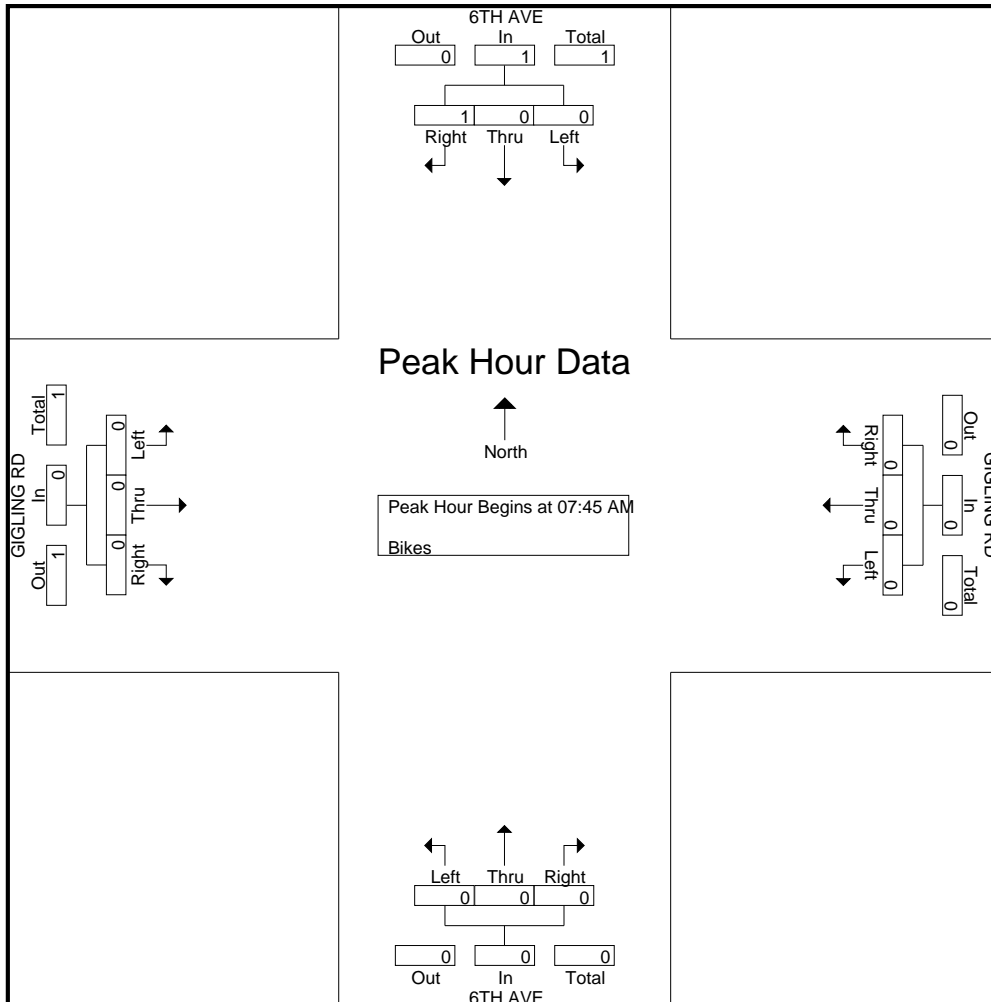 6TH AVE
Out In Total
0 1 1
1 0 0
Right Thru Left
Peak Hour Data
North
Peak Hour Begins at 07:45 AM
Bikes
GIGLING RD
Total In Out
1 0 1
0 0 0
Left Thru Right
Right Thru Left
0 0 0
Out In Total
0 0 0
GIGLING RD
Left Thru Right
0 0 0
0 0 0
Out In Total
6TH AVE